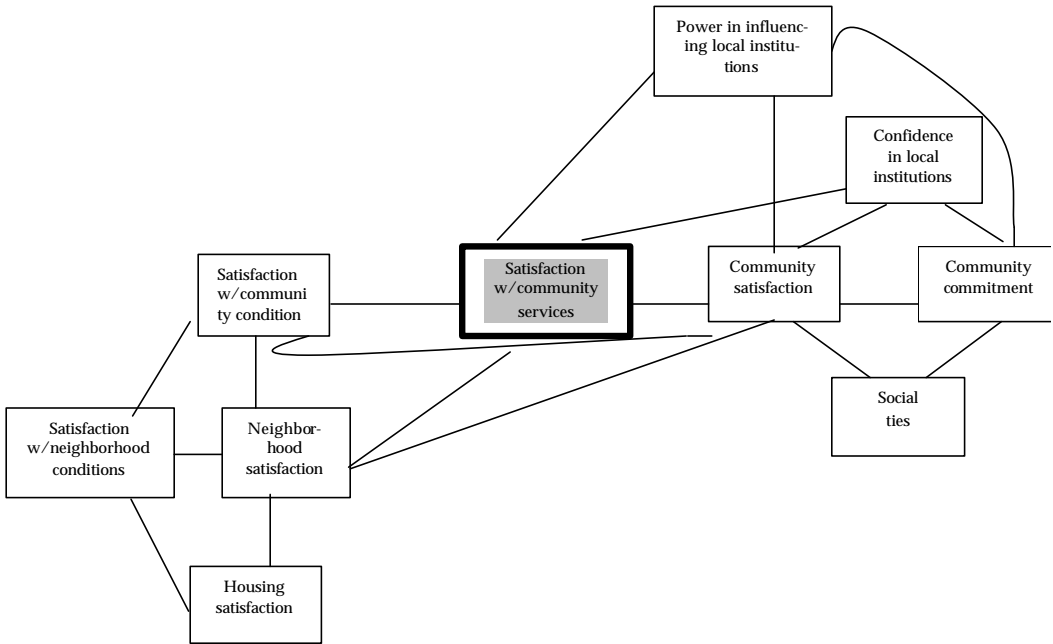 Power in influenc-
ing local institu-
tions
Confidence
in local
institutions
Satisfaction
w/communi
ty condition
Satisfaction
w/community
services
Community
satisfaction
Community
commitment
Satisfaction
w/neighborhood
conditions
Neighbor-
hood
satisfaction
Social
ties
Housing
satisfaction